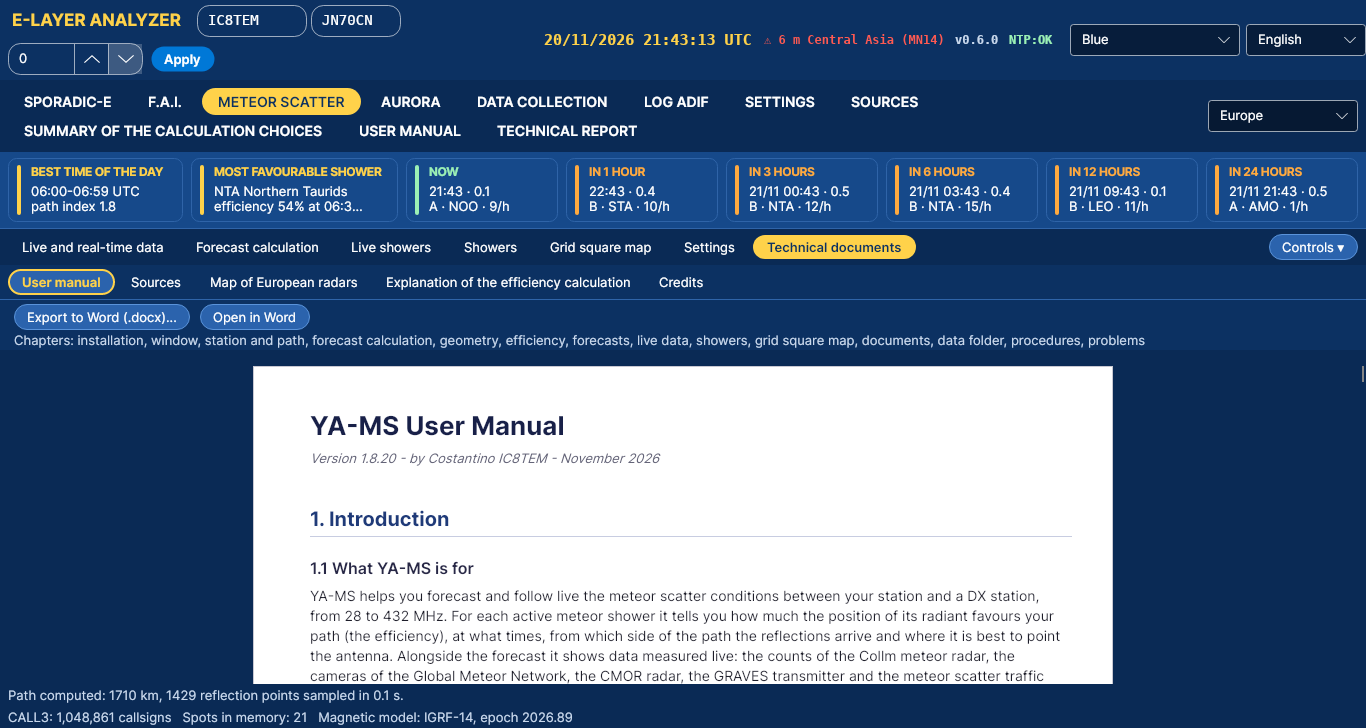 E-LAYER ANALYZER IC8TEM JN70CN
20/11/2026 21:43:13 UTC ⚠ 6 m Central Asia (MN14) v0.6.0 NTP:OK Blue English
0 Apply
SPORADIC-E F.A.I. METEOR SCATTER AURORA DATA COLLECTION LOG ADIF SETTINGS SOURCES
SUMMARY OF THE CALCULATION CHOICES USER MANUAL TECHNICAL REPORT
Europe
BEST TIME OF THE DAY
06:00-06:59 UTC
path index 1.8
MOST FAVOURABLE SHOWER
NTA Northern Taurids
efficiency 54% at 06:3...
NOW
21:43 · 0.1
A · NOO · 9/h
IN 1 HOUR
22:43 · 0.4
B · STA · 10/h
IN 3 HOURS
21/11 00:43 · 0.5
B · NTA · 12/h
IN 6 HOURS
21/11 03:43 · 0.4
B · NTA · 15/h
IN 12 HOURS
21/11 09:43 · 0.1
B · LEO · 11/h
IN 24 HOURS
21/11 21:43 · 0.5
A · AMO · 1/h
Live and real-time data Forecast calculation Live showers Showers Grid square map Settings Technical documents Controls ▾
User manual Sources Map of European radars Explanation of the efficiency calculation Credits
Export to Word (.docx)... Open in Word
Chapters: installation, window, station and path, forecast calculation, geometry, efficiency, forecasts, live data, showers, grid square map, documents, data folder, procedures, problems
YA-MS User Manual
Version 1.8.20 - by Costantino IC8TEM - November 2026
1. Introduction
1.1 What YA-MS is for
YA-MS helps you forecast and follow live the meteor scatter conditions between your station and a DX station,
from 28 to 432 MHz. For each active meteor shower it tells you how much the position of its radiant favours your
path (the efficiency), at what times, from which side of the path the reflections arrive and where it is best to point
the antenna. Alongside the forecast it shows data measured live: the counts of the Collm meteor radar, the
cameras of the Global Meteor Network, the CMOR radar, the GRAVES transmitter and the meteor scatter traffic
Path computed: 1710 km, 1429 reflection points sampled in 0.1 s.
CALL3: 1,048,861 callsigns Spots in memory: 21 Magnetic model: IGRF-14, epoch 2026.89